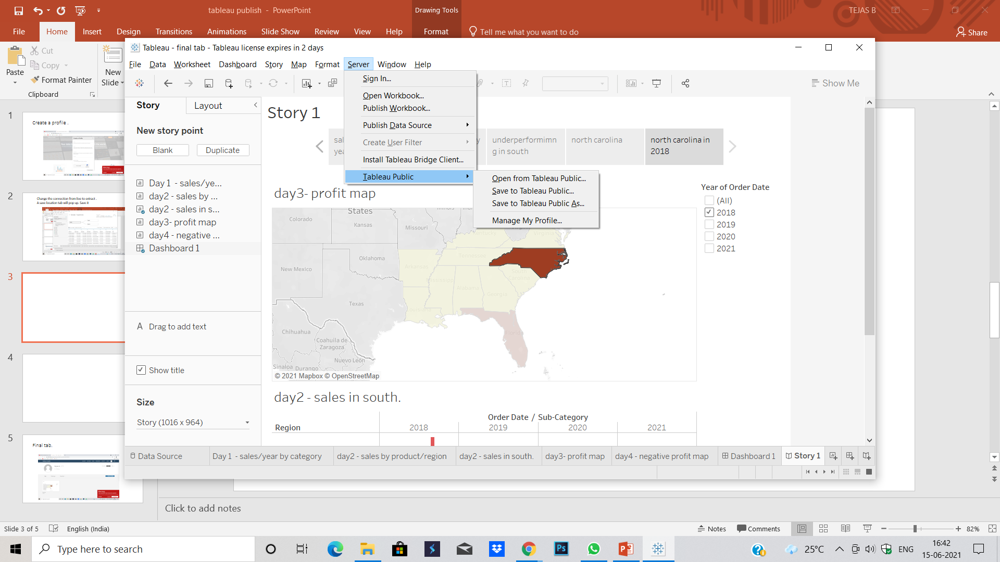 tableau publish - PowerPoint
Drawing Tools
TEJAS B
File Home Insert Design Transitions Animations Slide Show Review View Help Format Tell me what you want to do
Share
Paste
Cut
Copy
Format Painter
Clipboard
New
Slide
Tableau - final tab - Tableau license expires in 2 days
File Data Worksheet Dashboard Story Map Format Server Window Help
Show Me
Sign In...
Open Workbook...
Publish Workbook...
Publish Data Source
Create User Filter
Install Tableau Bridge Client...
Tableau Public
Open from Tableau Public...
Save to Tableau Public...
Save to Tableau Public As...
Manage My Profile...
Story
Layout
New story point
Blank
Duplicate
Day 1 - sales/ye...
day2 - sales by ...
day2 - sales in s...
day3- profit map
day4 - negative ...
Dashboard 1
A Drag to add text
Show title
Size
Story (1016 x 964)
Story 1
underperformimn
g in south
north carolina
north carolina in
2018
day3- profit map
States
Colorado
Kansas
Missouri
Illinois
Indiana
Kentucky
Virginia
Oklahoma
Arkansas
Tennessee
New Mexico
South
Carolina
Mississippi
Alabama
Georgia
Texas
Louisiana
Florida
Chihuahua
Coahuila de
Zaragoza
Nuevo León
Sinaloa
Durango
© 2021 Mapbox © OpenStreetMap
Year of Order Date
(All)
2018
2019
2020
2021
day2 - sales in south.
Order Date / Sub-Category
Region
2018
2019
2020
2021
Data Source
Day 1 - sales/year by category
day2 - sales by product/region
day2 - sales in south.
day3- profit map
day4 - negative profit map
Dashboard 1
Story 1
1
Create a profile .
2
Change the connection from live to extract .
A save location tab will pop up. Save it
3
4
5
Final tab.
Click to add notes
Slide 3 of 5
English (India)
Notes
Comments
82%
Type here to search
25°C
ENG
16:42
15-06-2021